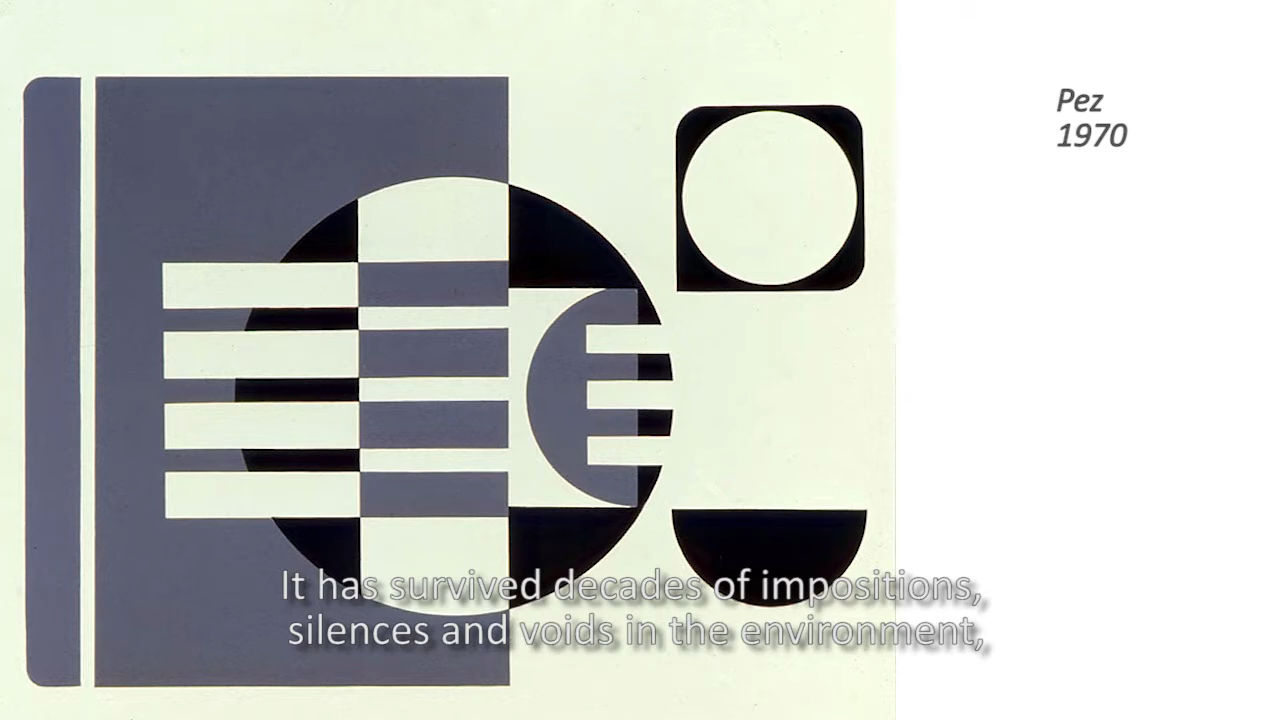 Pez
1970
It has survived decades of impositions,
silences and voids in the environment,